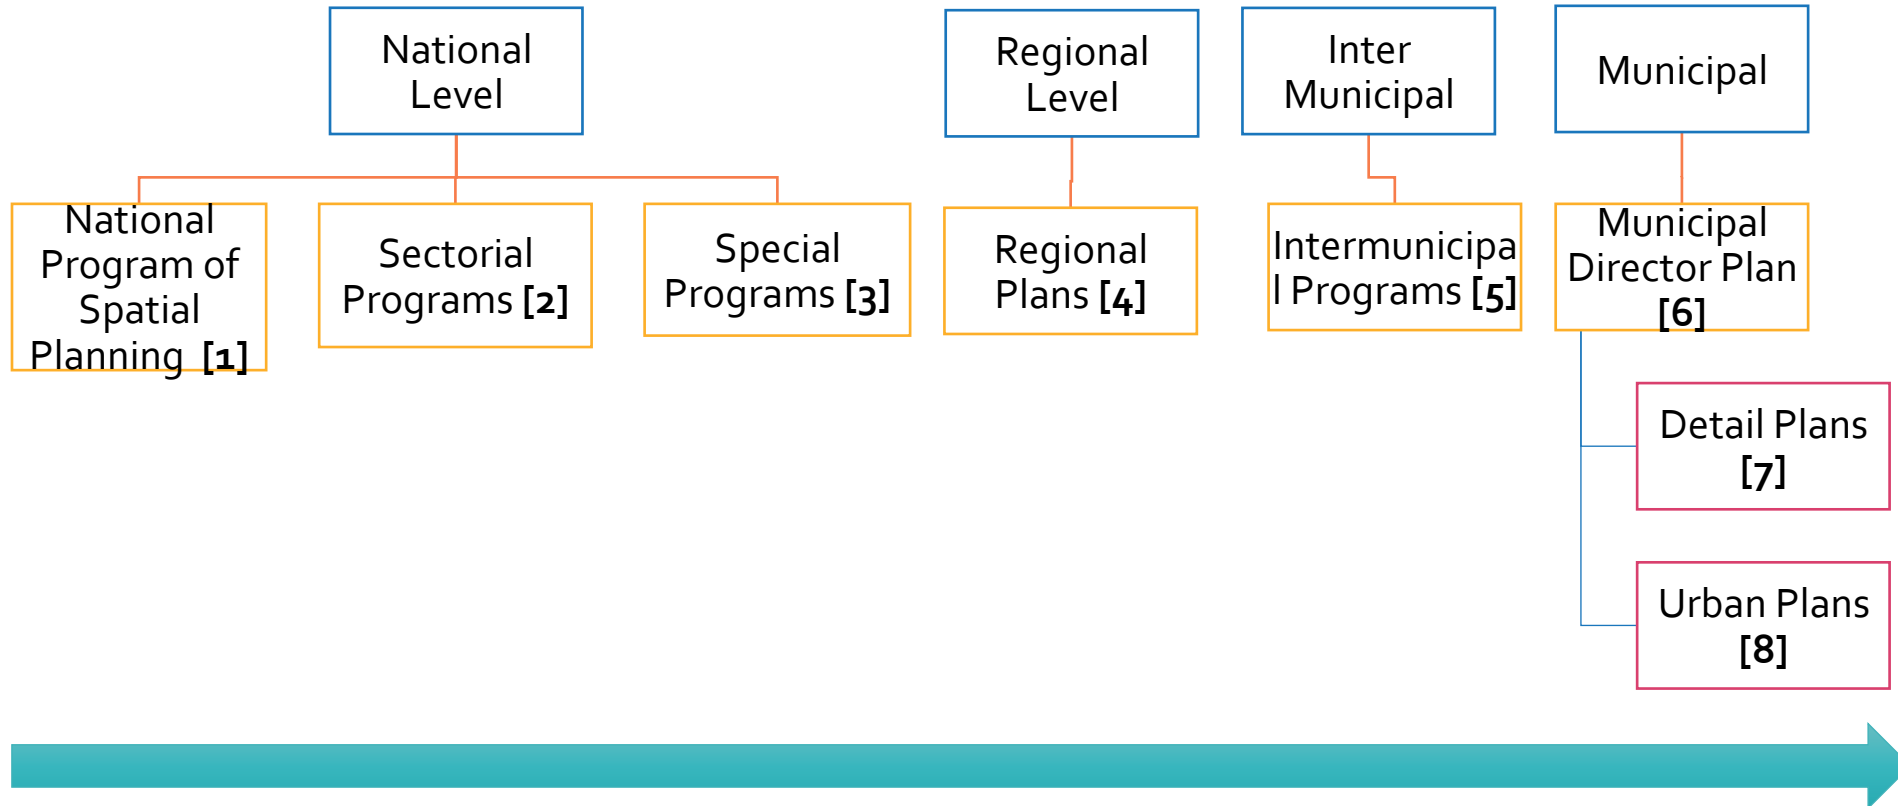 National
Level
Regional
Level
Inter
Municipal
Municipal
National
Program of
Spatial
Planning [1]
Sectorial
Programs [2]
Special
Programs [3]
Regional
Plans [4]
Intermunicipa
l Programs [5]
Municipal
Director Plan
[6]
Detail Plans
[7]
Urban Plans
[8]